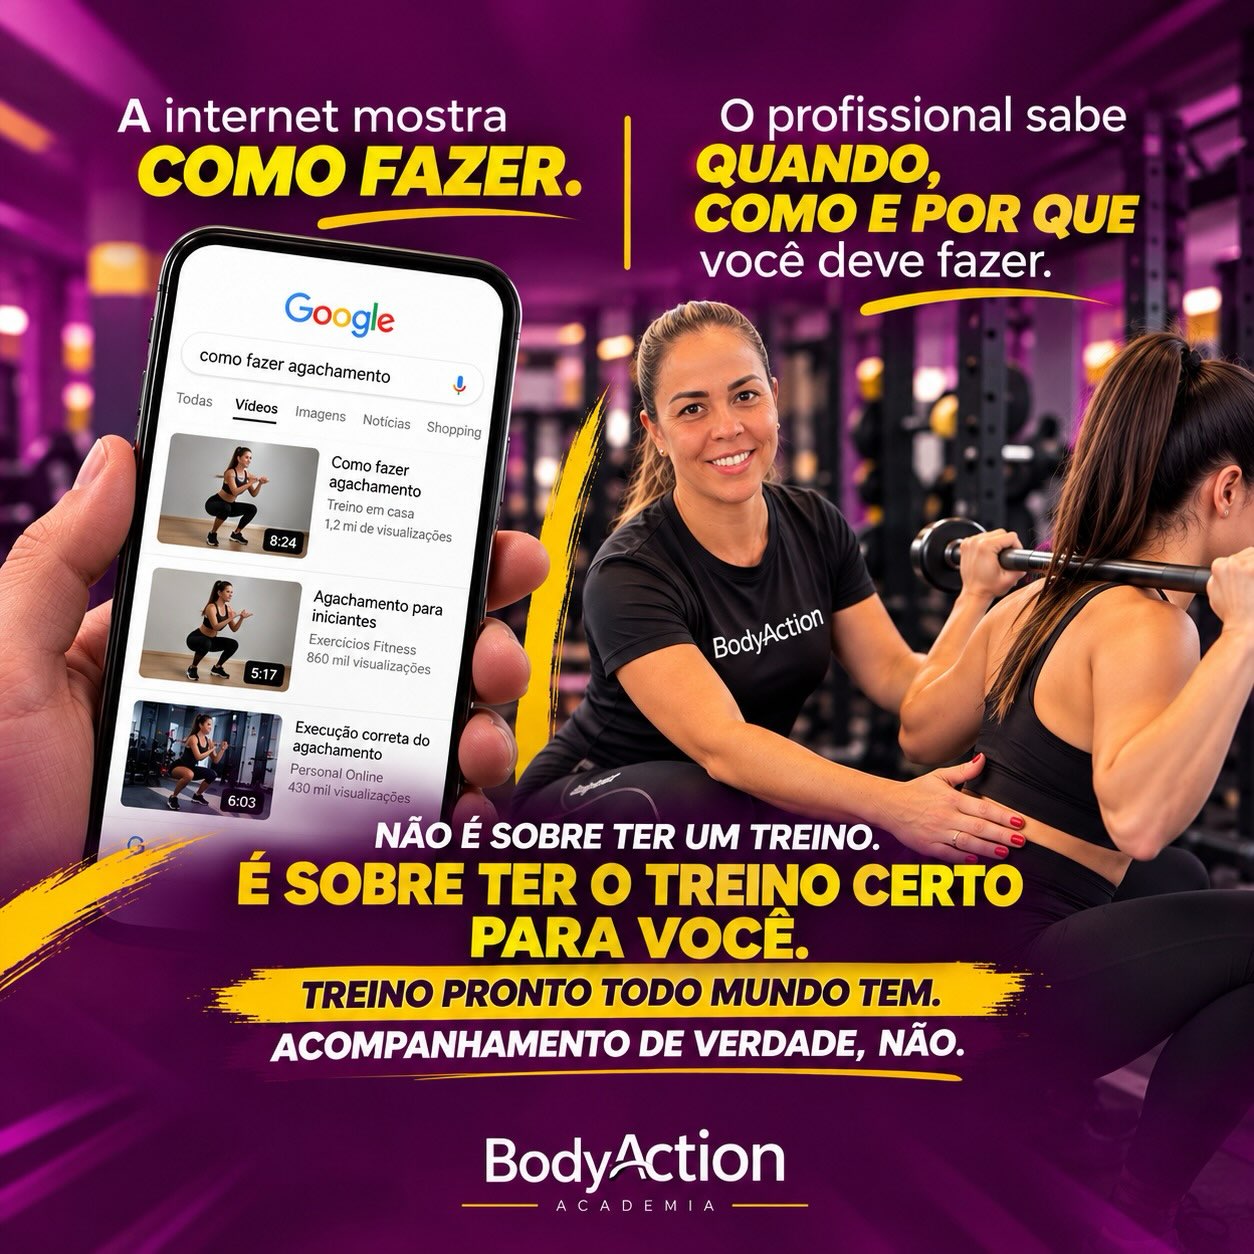 A internet mostra
COMO FAZER.
O profissional sabe
QUANDO,
COMO E POR QUE
você deve fazer.
Google
como fazer agachamento
Todas Vídeos Imagens Notícias Shopping
Como fazer
agachamento
Treino em casa
1,2 mi de visualizações
8:24
Agachamento para
iniciantes
Exercícios Fitness
860 mil visualizações
5:17
Execução correta do
agachamento
Personal Online
430 mil visualizações
6:03
G
BodyAction
NÃO É SOBRE TER UM TREINO.
É SOBRE TER O TREINO CERTO
PARA VOCÊ.
TREINO PRONTO TODO MUNDO TEM.
ACOMPANHAMENTO DE VERDADE, NÃO.
BodyAction
ACADEMIA